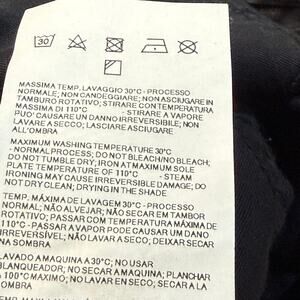 30
MASSIMA TEMP. LAVAGGIO 30°C - PROCESSO
NORMALE; NON CANDEGGIARE; NON ASCIUGARE IN
TAMBURO ROTATIVO; STIRARE CON TEMPERATURA
MASSIMA DI 110°C - STIRARE A VAPORE
PUO' CAUSARE UN DANNO IRREVERSIBILE; NON
LAVARE A SECCO; LASCIARE ASCIUGARE
ALL'OMBRA
MAXIMUM WASHING TEMPERATURE 30°C
- NORMAL PROCESS; DO NOT BLEACH/NO BLEACH;
DO NOT TUMBLE DRY; IRON AT MAXIMUM SOLE
PLATE TEMPERATURE OF 110°C - STEAM
IRONING MAY CAUSE IRREVERSIBLE DAMAGE; DO
NOT DRY CLEAN; DRYING IN THE SHADE
TEMP. MÁXIMA DE LAVAGEM 30°C - PROCESSO
NORMAL; NÃO ALVEJAR; NÃO SECAR EM TAMBOR
ROTATIVO; PASSAR COM TEMPERATURA MÁXIMA DE
110°C - PASSAR A VAPOR PODE CAUSAR UM DANO
IRREVERSÍVEL; NÃO LAVAR A SECO; DEIXAR SECAR
NA SOMBRA
LAVADO A MAQUINA A 30°C; NO USAR
BLANQUEADOR; NO SECAR A MAQUINA; PLANCHAR
100°C MAXIMO; NO LAVAR A SECO; SECAR A